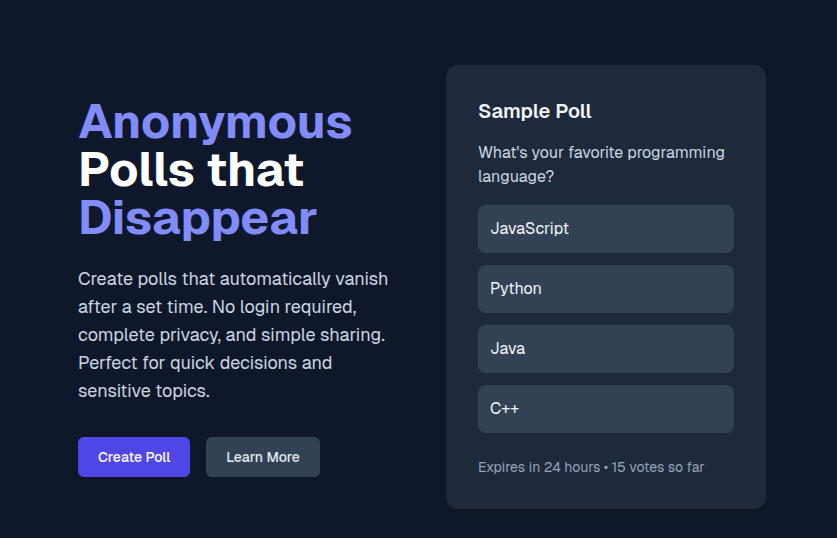 Anonymous
Polls that
Disappear
Create polls that automatically vanish
after a set time. No login required,
complete privacy, and simple sharing.
Perfect for quick decisions and
sensitive topics.
Create Poll
Learn More
Sample Poll
What's your favorite programming
language?
JavaScript
Python
Java
C++
Expires in 24 hours • 15 votes so far